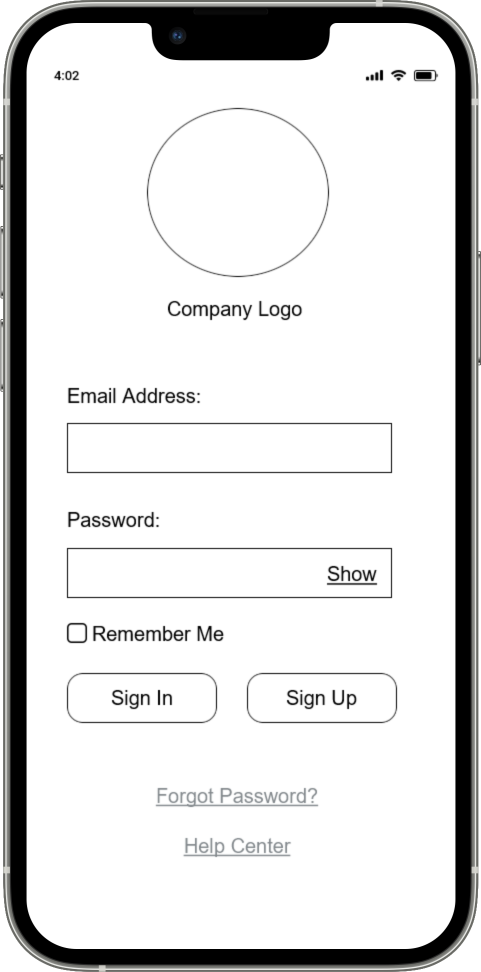 4:02
Company Logo
Email Address:
Password:
Show
Remember Me
Sign In
Sign Up
Forgot Password?
Help Center